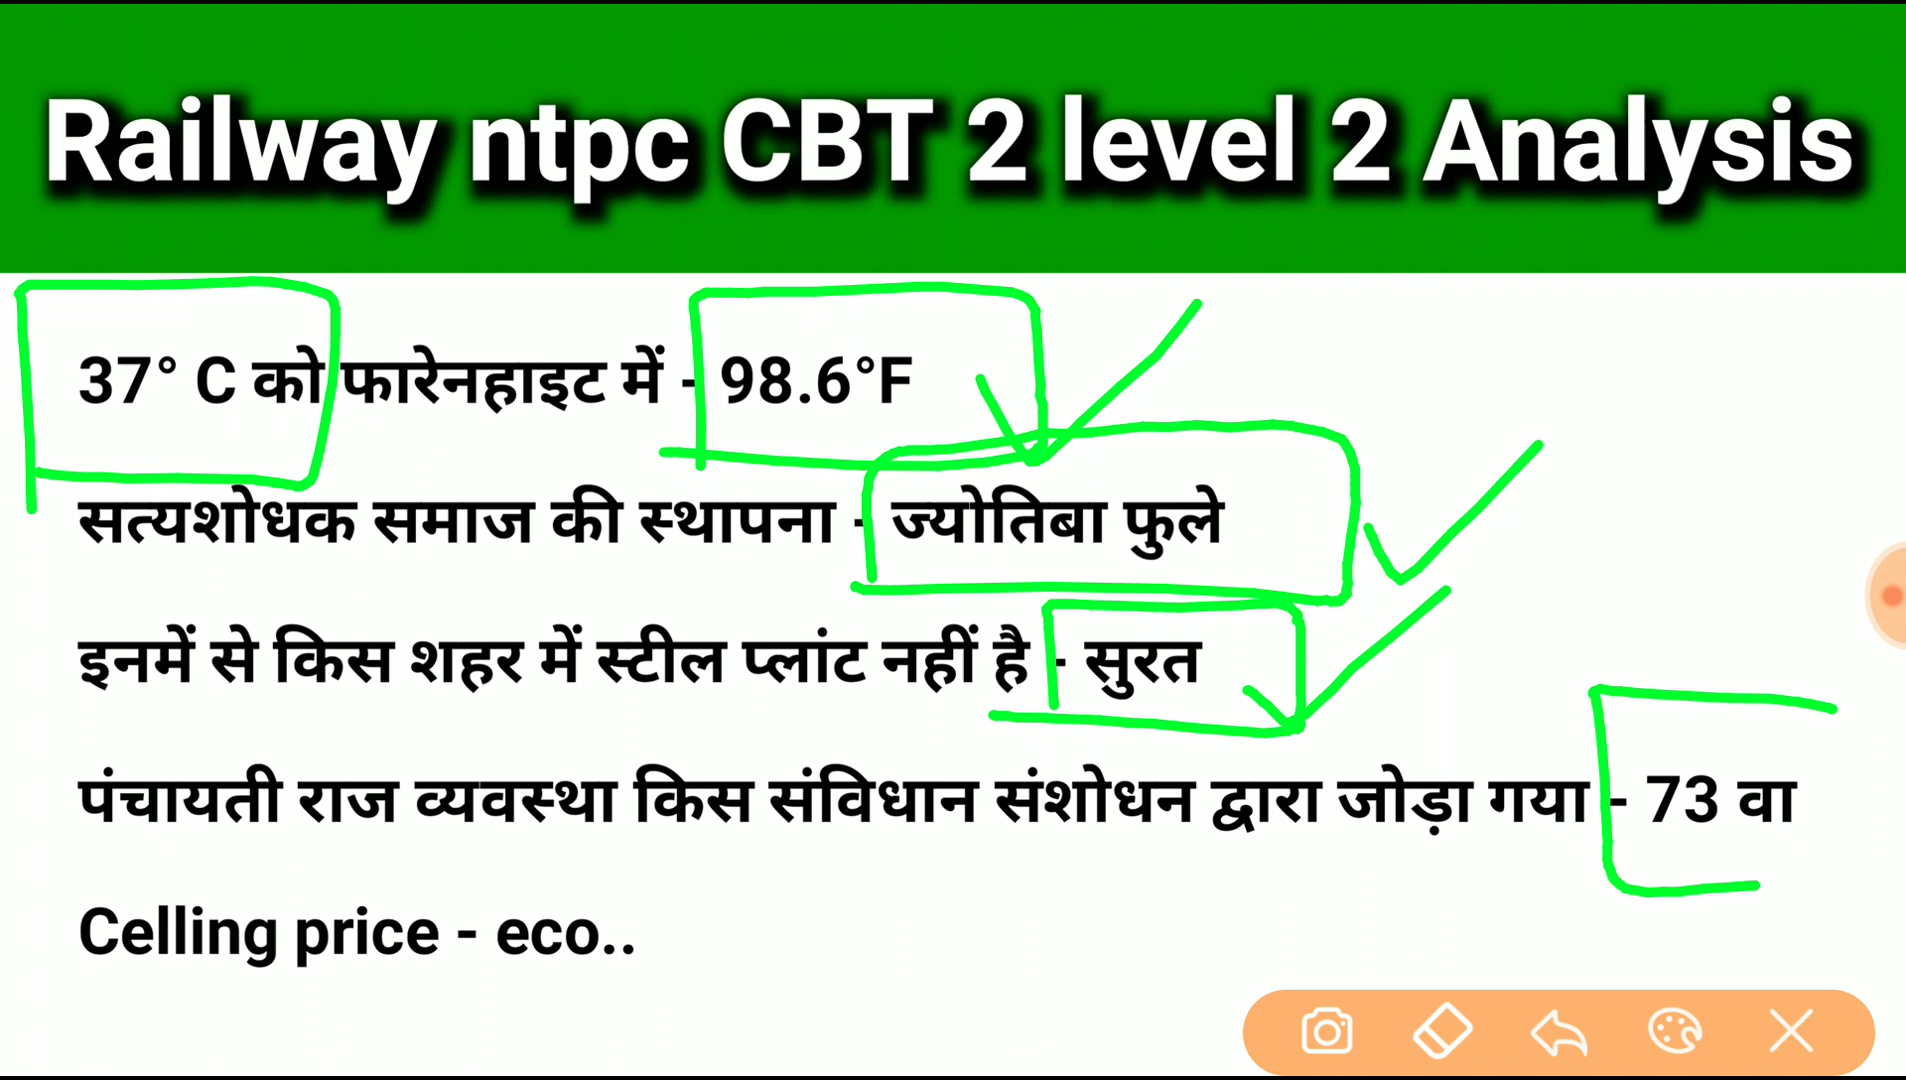 Railway ntpc CBT 2 level 2 Analysis
37° C को फारेनहाइट में - 98.6°F
सत्यशोधक समाज की स्थापना - ज्योतिबा फुले
इनमें से किस शहर में स्टील प्लांट नहीं है - सुरत
पंचायती राज व्यवस्था किस संविधान संशोधन द्वारा जोड़ा गया - 73 वा
Celling price - eco..